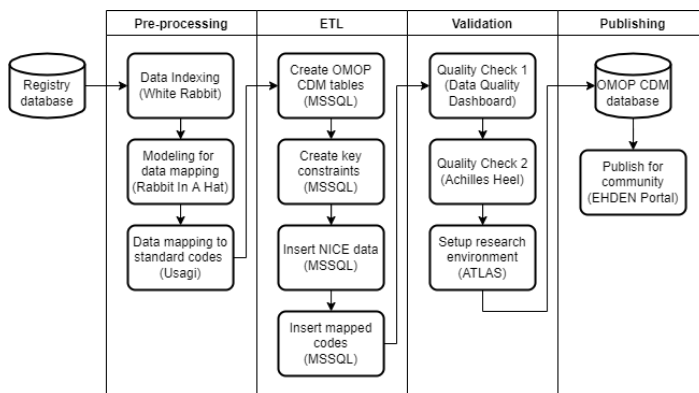 Pre-processing
ETL
Validation
Publishing
Registry
database
Data Indexing
(White Rabbit)
Modeling for
data mapping
(Rabbit In A Hat)
Data mapping to
standard codes
(Usagi)
Create OMOP
CDM tables
(MSSQL)
Create key
constraints
(MSSQL)
Insert NICE data
(MSSQL)
Insert mapped
codes
(MSSQL)
Quality Check 1
(Data Quality
Dashboard)
Quality Check 2
(Achilles Heel)
Setup research
environment
(ATLAS)
OMOP CDM
database
Publish for
community
(EHDEN Portal)